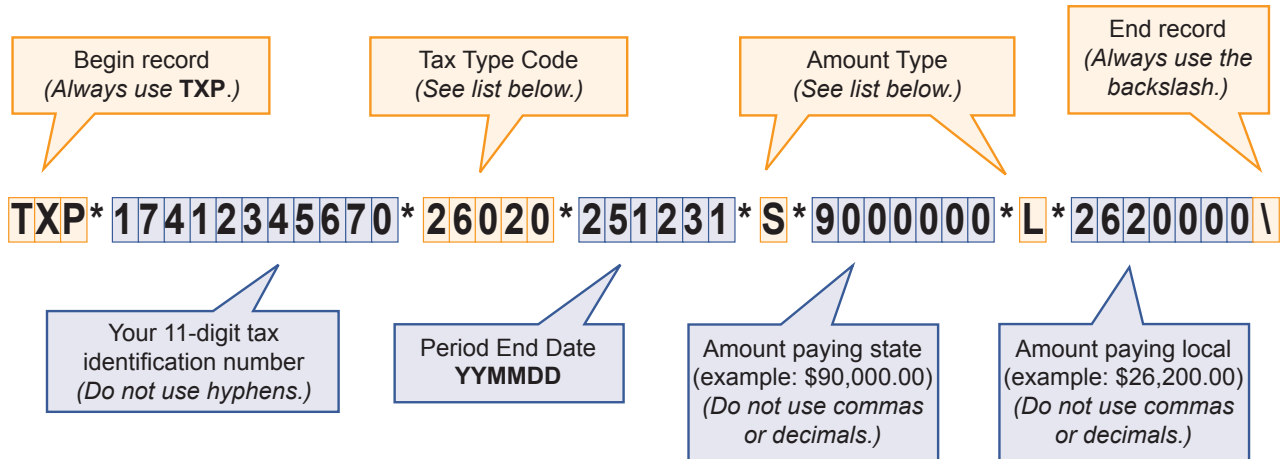 Begin record
(Always use TXP.)
Tax Type Code
(See list below.)
Amount Type
(See list below.)
End record
(Always use the
backslash.)
TXP*17412345670*26020*251231*S*9000000*L*2620000\
Your 11-digit tax
identification number
(Do not use hyphens.)
Period End Date
YYMMDD
Amount paying state
(example: $90,000.00)
(Do not use commas
or decimals.)
Amount paying local
(example: $26,200.00)
(Do not use commas
or decimals.)